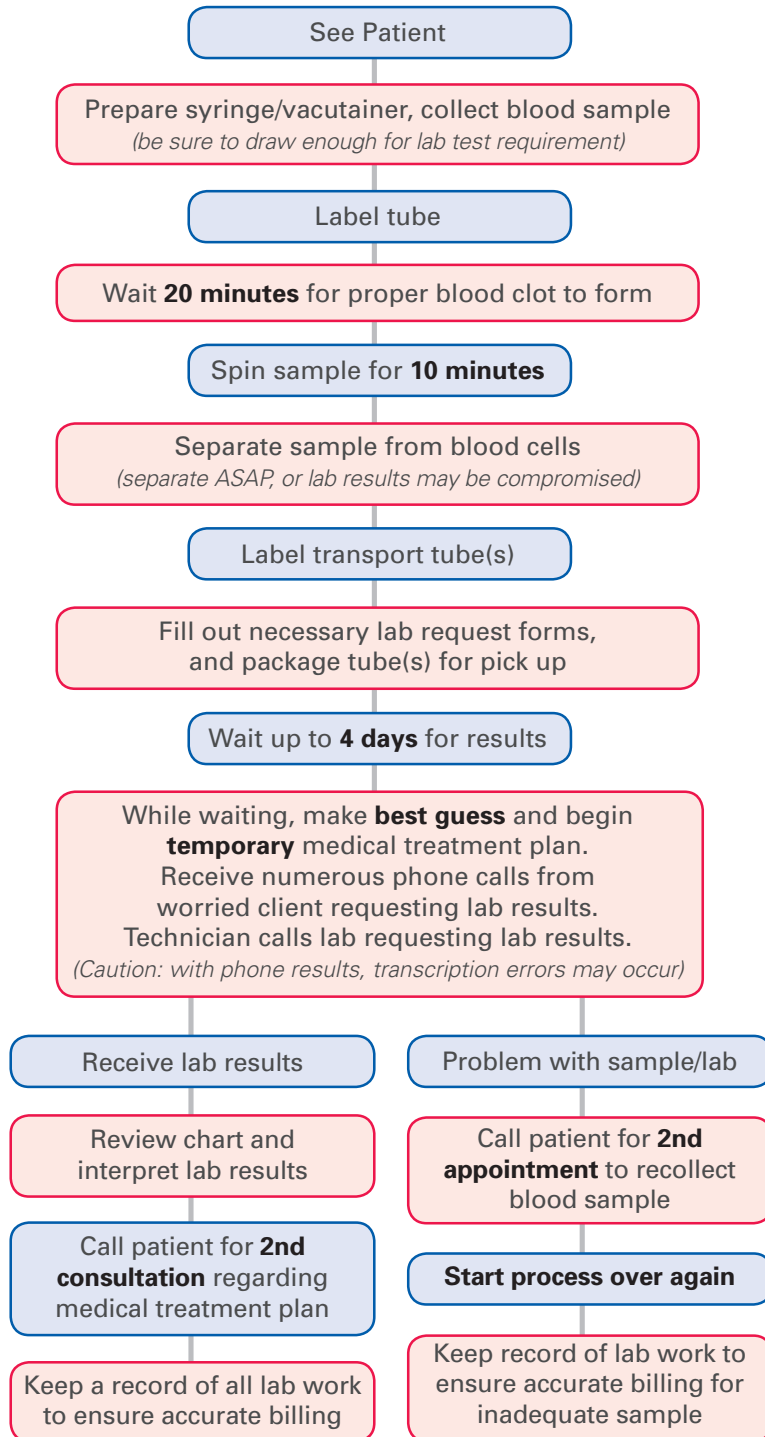 See Patient
Prepare syringe/vacutainer, collect blood sample
(be sure to draw enough for lab test requirement)
Label tube
Wait 20 minutes for proper blood clot to form
Spin sample for 10 minutes
Separate sample from blood cells
(separate ASAP, or lab results may be compromised)
Label transport tube(s)
Fill out necessary lab request forms,
and package tube(s) for pick up
Wait up to 4 days for results
While waiting, make best guess and begin
temporary medical treatment plan.
Receive numerous phone calls from
worried client requesting lab results.
Technician calls lab requesting lab results.
(Caution: with phone results, transcription errors may occur)
Receive lab results
Review chart and
interpret lab results
Call patient for 2nd
consultation regarding
medical treatment plan
Keep a record of all lab work
to ensure accurate billing
Problem with sample/lab
Call patient for 2nd
appointment to recollect
blood sample
Start process over again
Keep record of lab work to
ensure accurate billing for
inadequate sample